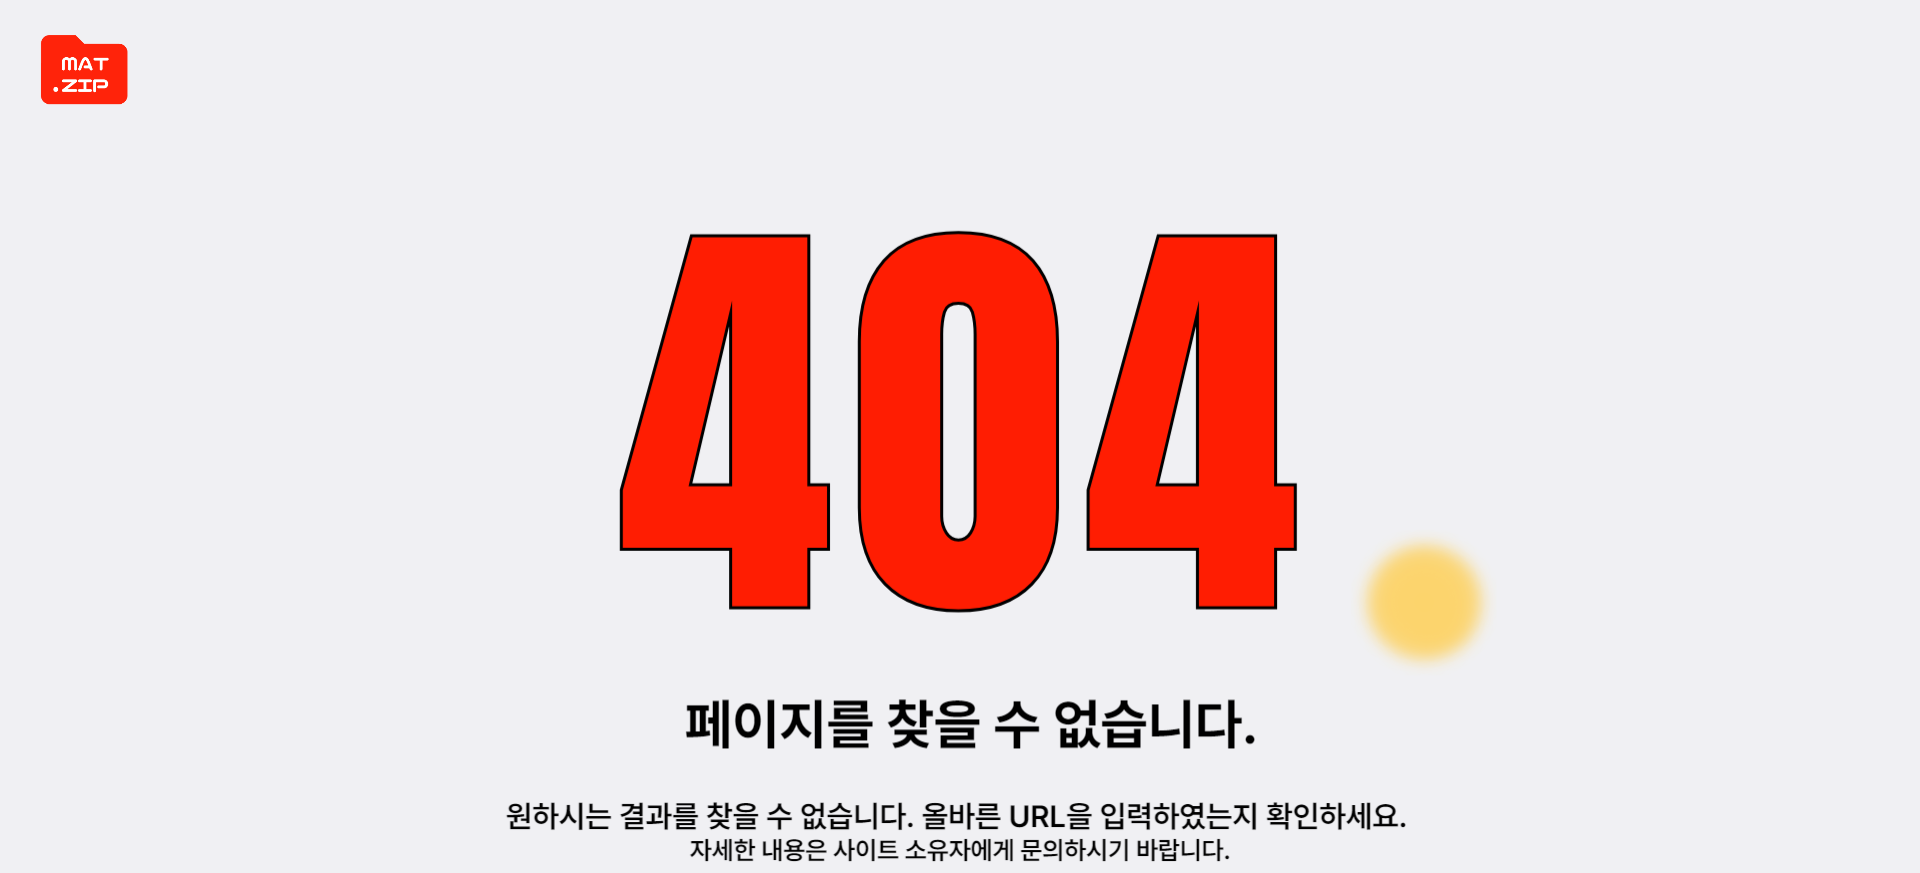 MAT
.ZIP
404
페이지를 찾을 수 없습니다.
원하시는 결과를 찾을 수 없습니다. 올바른 URL을 입력하였는지 확인하세요.
자세한 내용은 사이트 소유자에게 문의하시기 바랍니다.